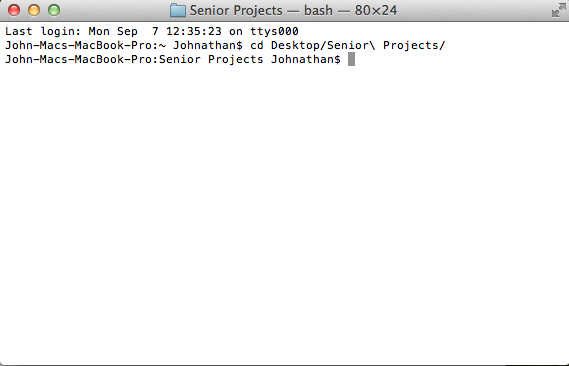 Senior Projects — bash — 80×24
Last login: Mon Sep  7 12:35:23 on ttys000
John-Macs-MacBook-Pro:~ Johnathan$ cd Desktop/Senior\ Projects/
John-Macs-MacBook-Pro:Senior Projects Johnathan$